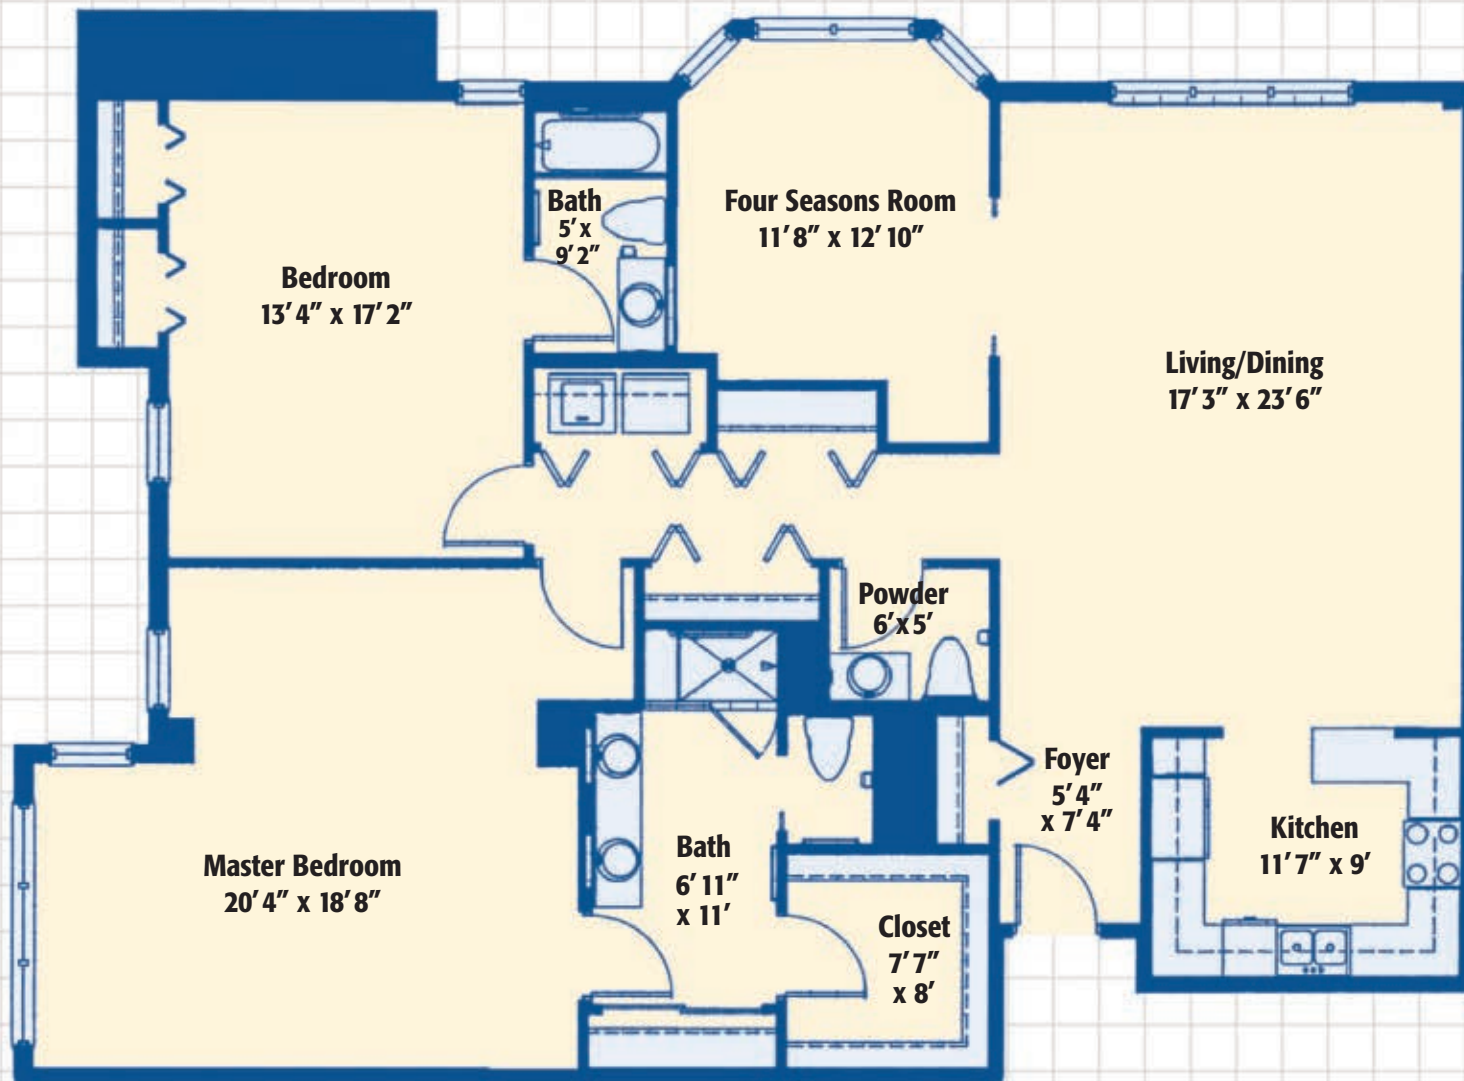 Bath
5' x
9' 2"
Four Seasons Room
11' 8" x 12' 10"
Bedroom
13' 4" x 17' 2"
Living/Dining
17' 3" x 23' 6"
Powder
6' x 5'
Foyer
5' 4"
x 7' 4"
Kitchen
11' 7" x 9'
Bath
6' 11"
x 11'
Master Bedroom
20' 4" x 18' 8"
Closet
7' 7"
x 8'